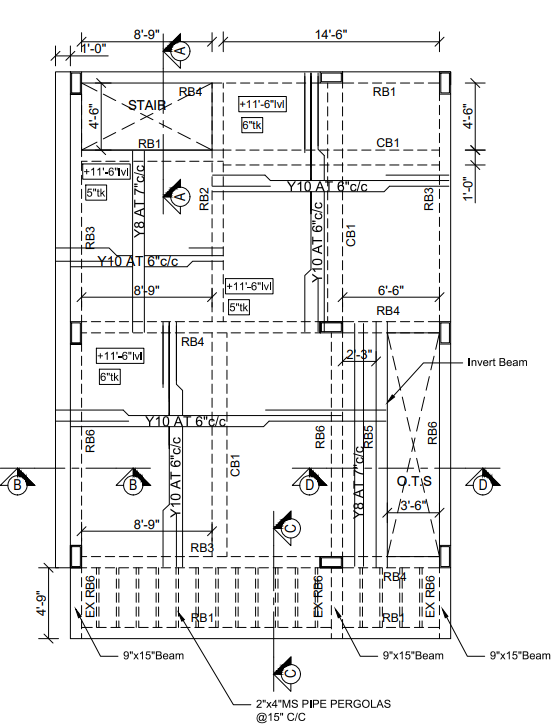 8'-9"
14'-6"
1'-0"
A
STAIR
RB4
4'-6"
RB1
+11'-6"lvl
6"tk
RB1
CB1
4'-6"
1'-0"
+11'-6"lvl
5"tk
A
RB2
Y10 AT 6"c/c
RB3
Y8 AT 7"c/c
RB3
Y10 AT 6"c/c
Y10 AT 6"c/c
CB1
8'-9"
+11'-6"lvl
5"tk
6'-6"
RB4
RB4
+11'-6"lvl
6"tk
2'-3"
Invert Beam
Y10 AT 6"c/c
RB6
Y10 AT 6"c/c
CB1
RB6
Y8 AT 7"c/c
RB5
RB6
B
B
D
O.T.S
D
3'-6"
8'-9"
RB3
C
4'-9"
EX RB6
RB1
EX RB6
RB4
RB1
EX RB6
9"x15"Beam
9"x15"Beam
9"x15"Beam
C
2"x4"MS PIPE PERGOLAS
@15" C/C